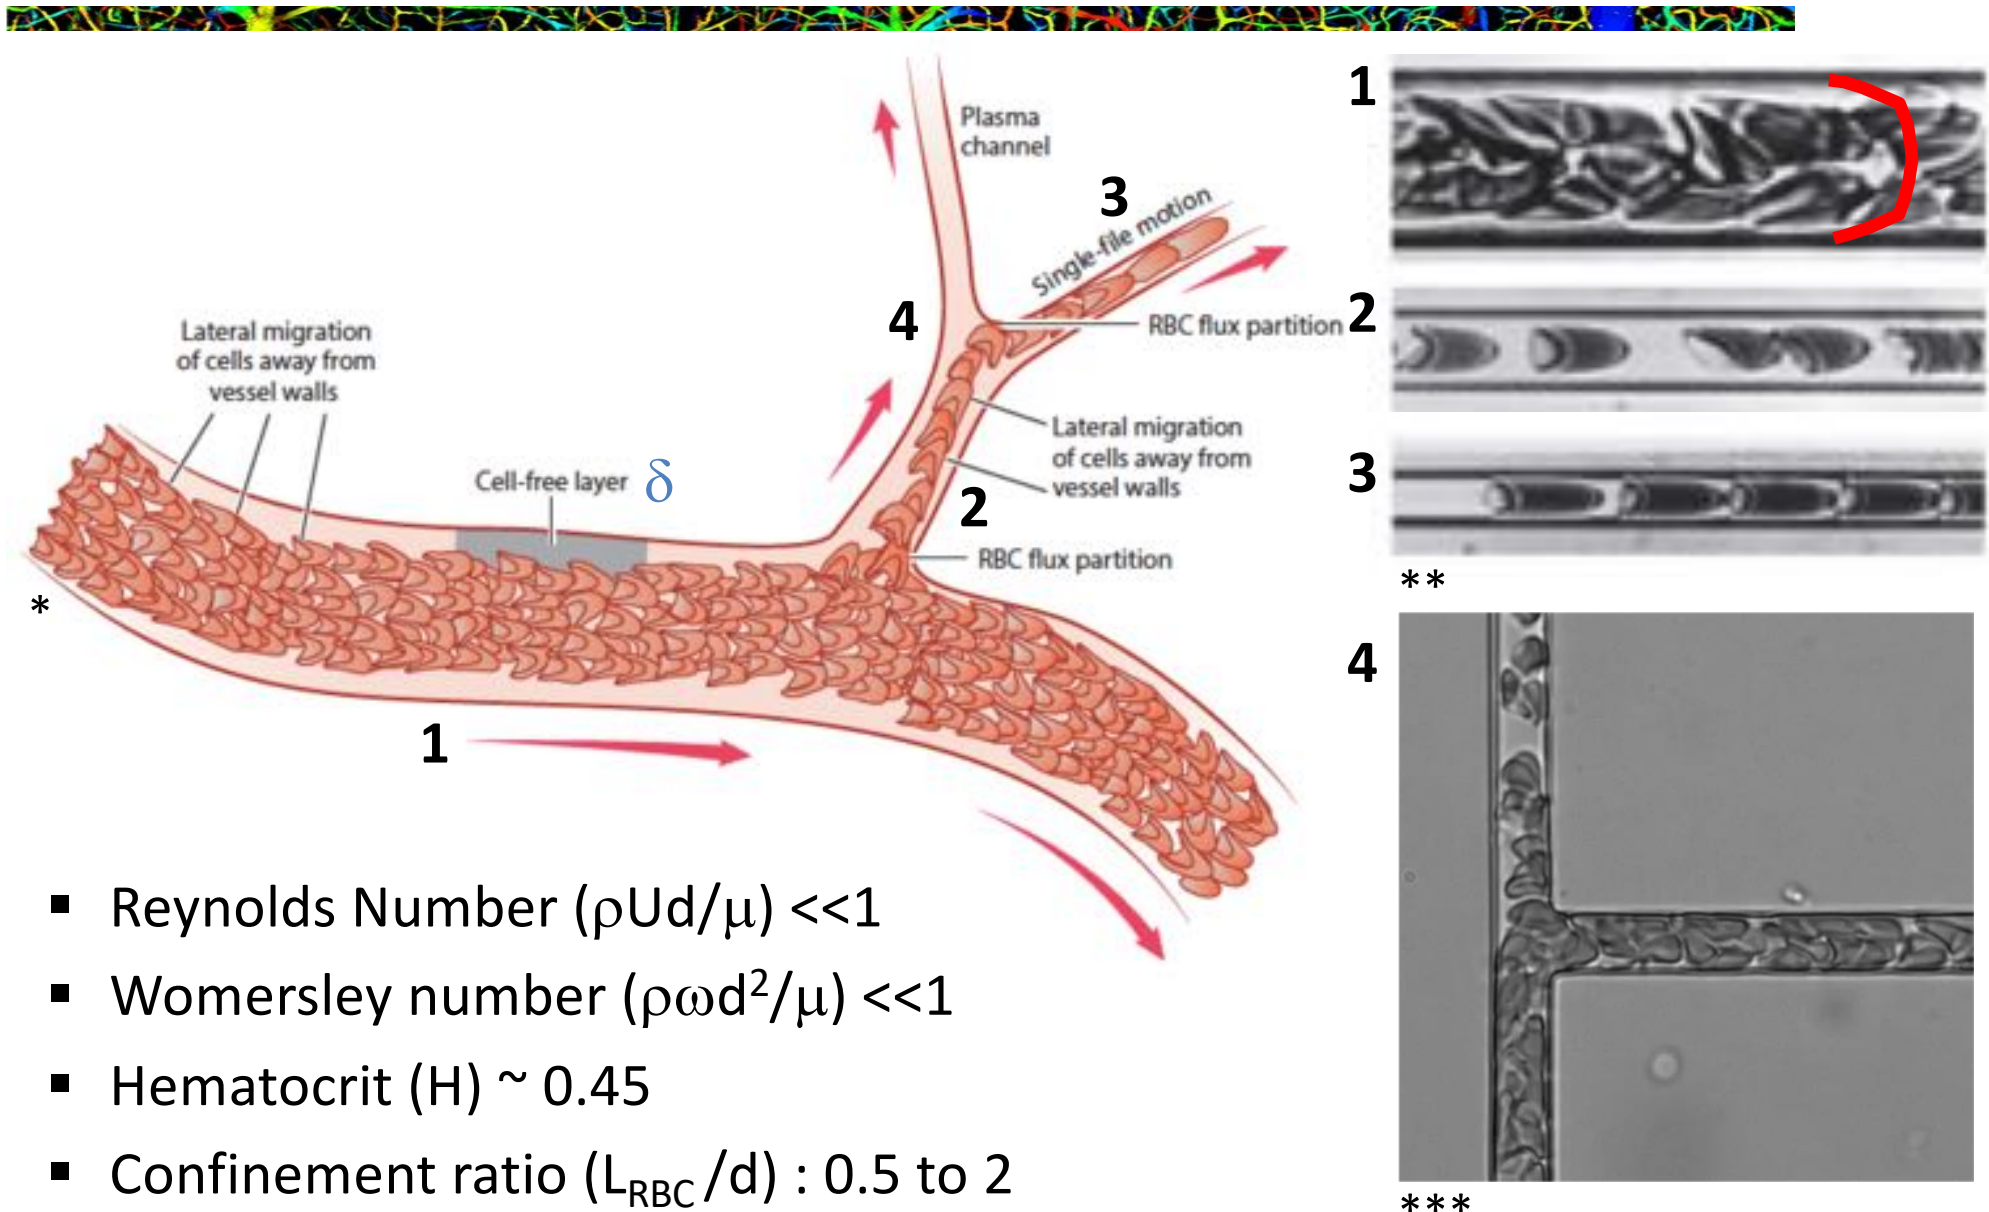 Plasma
channel
3
Single-file motion
4
RBC flux partition
Lateral migration
of cells away from
vessel walls
Cell-free layer δ
Lateral migration
of cells away from
vessel walls
2
RBC flux partition
*
1
1
2
3
**
4
***
▪ Reynolds Number (ρUd/μ) <<1
▪ Womersley number (ρωd²/μ) <<1
▪ Hematocrit (H) ~ 0.45
▪ Confinement ratio (L_RBC /d) : 0.5 to 2